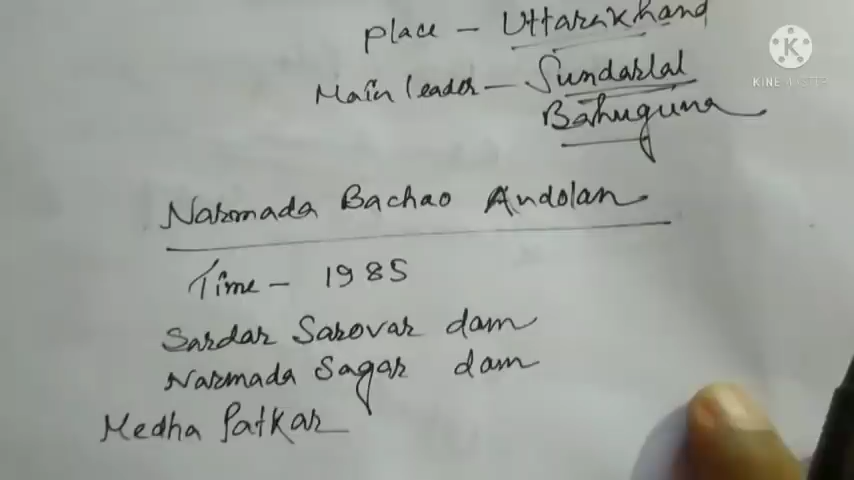 Place - Uttarakhand
Main leader - Sundarlal
Bahuguna
Narmada Bachao Andolan
Time - 1985
Sardar Sarovar dam
Narmada Sagar dam
Medha Patkar
K
KINEMASTER